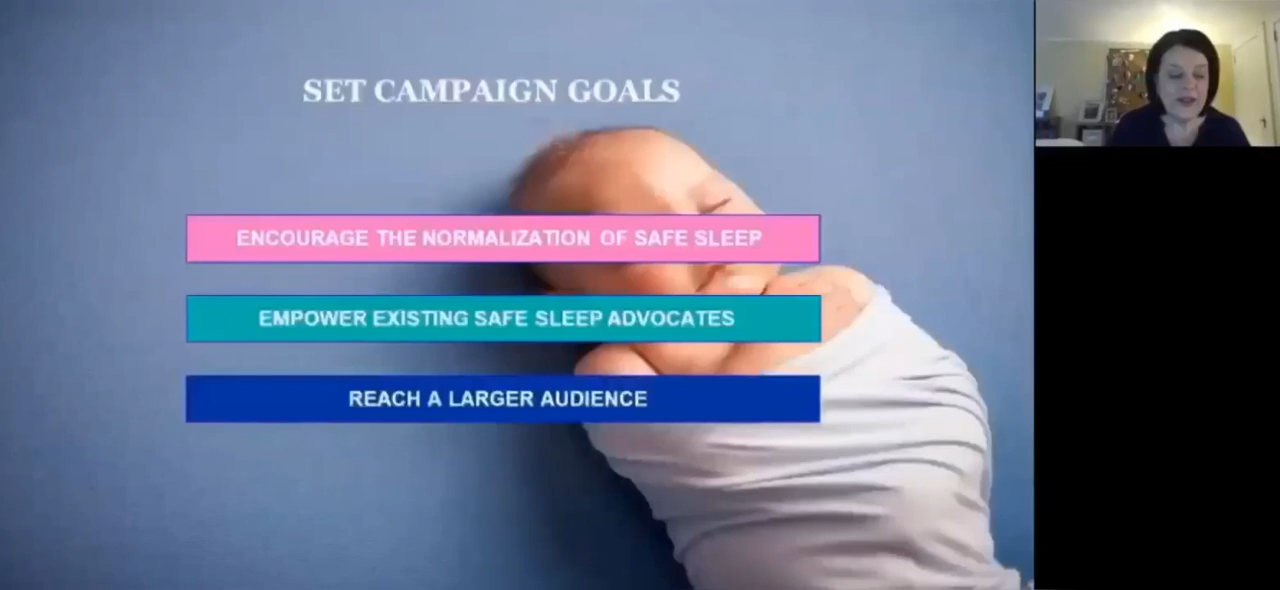 SET CAMPAIGN GOALS
ENCOURAGE THE NORMALIZATION OF SAFE SLEEP
EMPOWER EXISTING SAFE SLEEP ADVOCATES
REACH A LARGER AUDIENCE